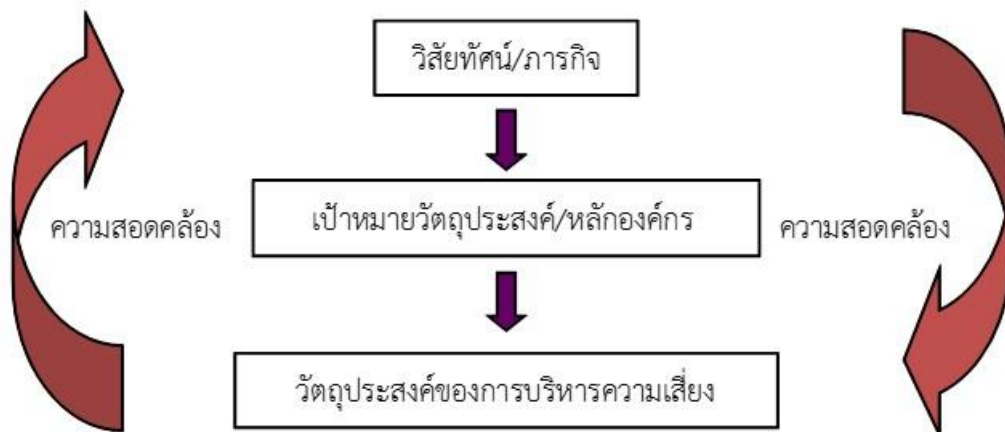 วิสัยทัศน์/ภารกิจ
เป้าหมายวัตถุประสงค์/หลักองค์กร
ความสอดคล้อง
ความสอดคล้อง
วัตถุประสงค์ของการบริหารความเสี่ยง